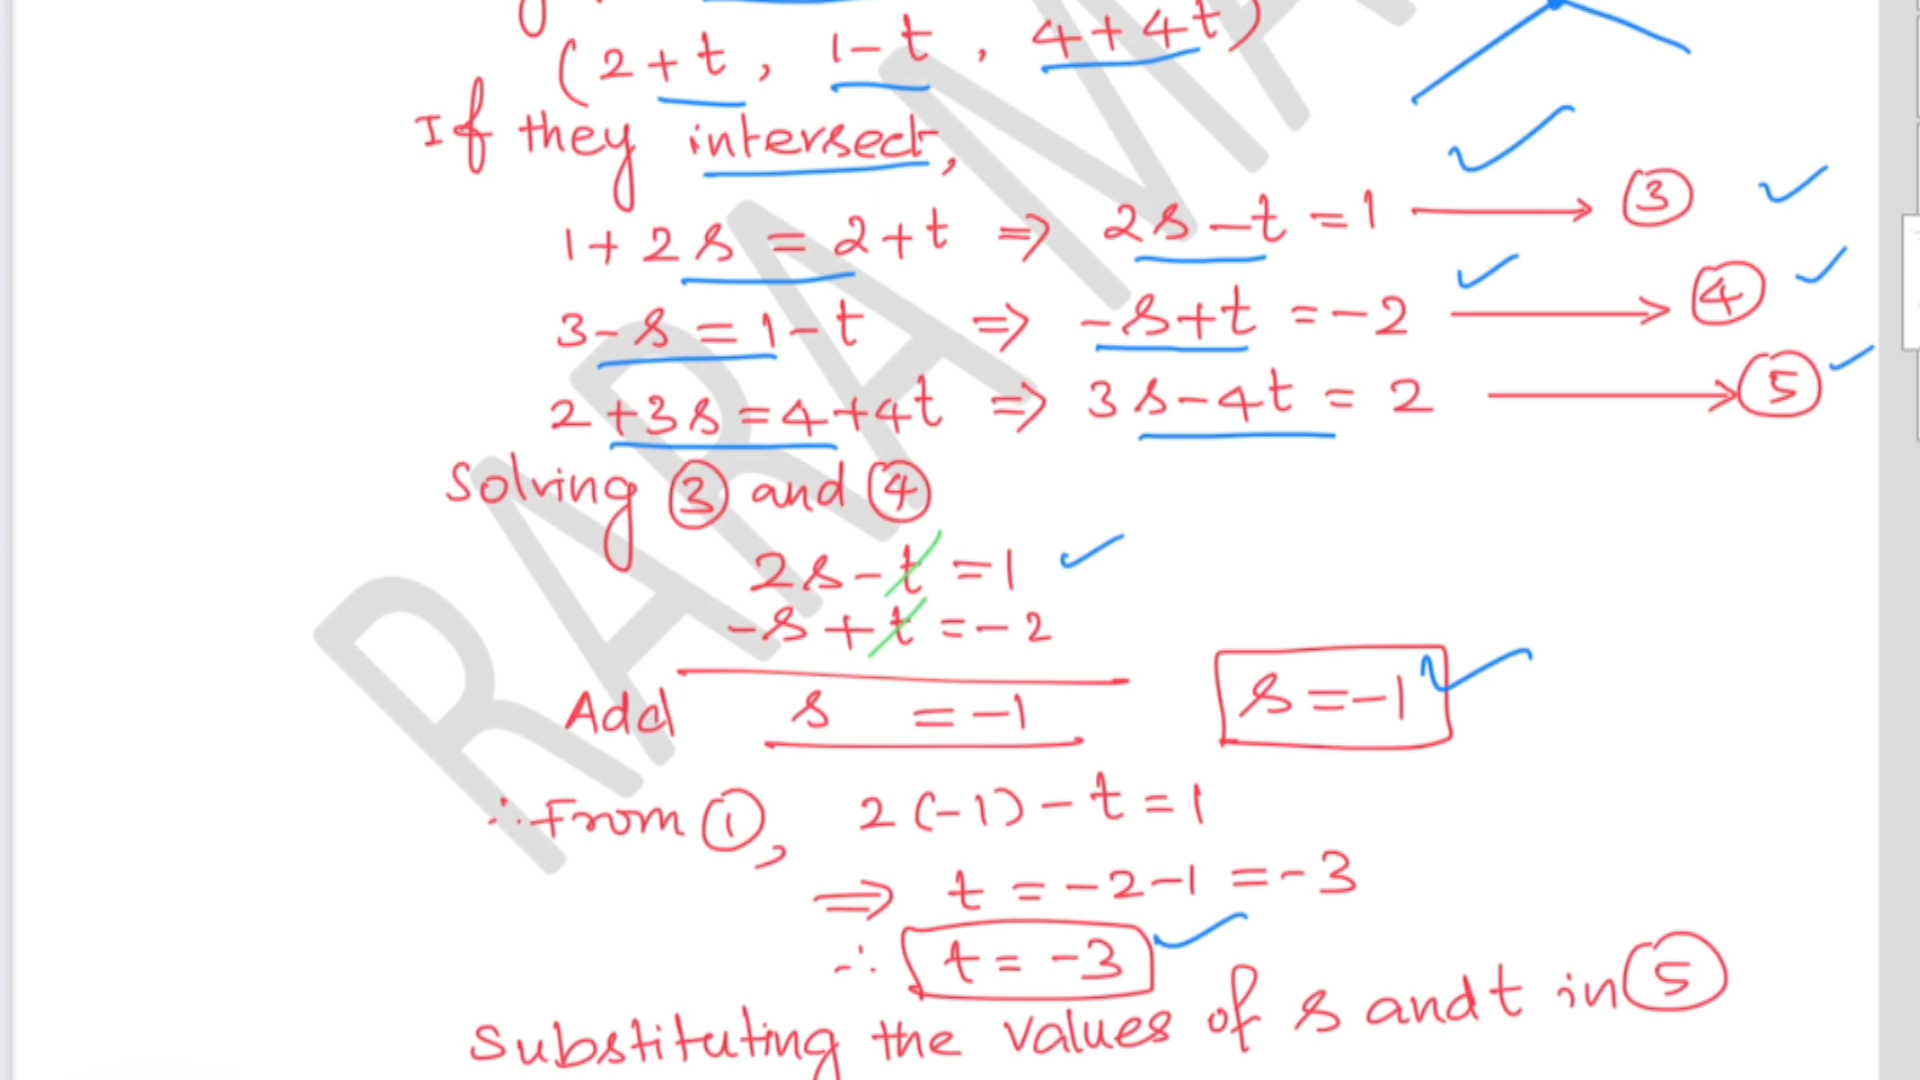 (2+t, 1-t, 4+4t)
If they intersect,
1+2s = 2+t ⇒ 2s-t = 1 → ③
3-s = 1-t ⇒ -s+t = -2 → ④
2+3s = 4+4t ⇒ 3s-4t = 2 → ⑤
Solving ③ and ④
2s-t = 1
-s+t = -2
Add s = -1 s = -1
∴ From ①, 2(-1)-t = 1
⇒ t = -2-1 = -3
∴ t = -3
Substituting the values of s and t in ⑤